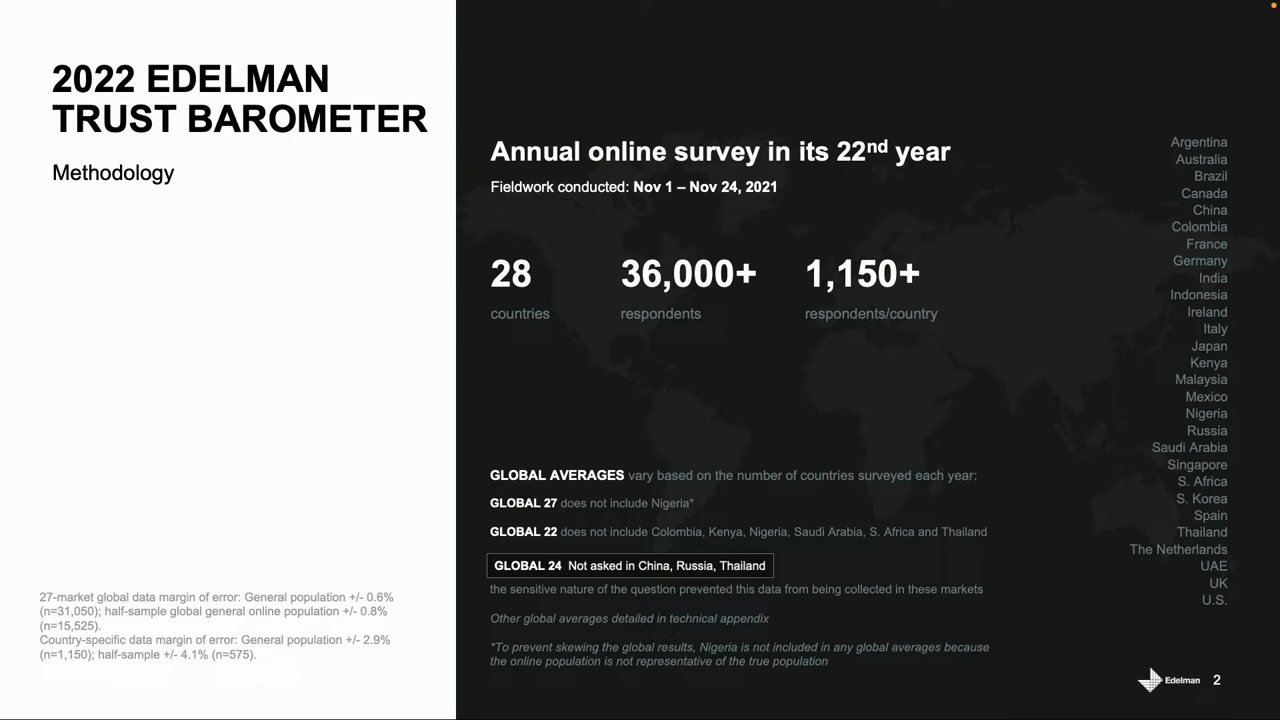 2022 EDELMAN
TRUST BAROMETER
Methodology
27-market global data margin of error: General population +/- 0.6%
(n=31,050); half-sample global general online population +/- 0.8%
(n=15,525).
Country-specific data margin of error: General population +/- 2.9%
(n=1,150); half-sample +/- 4.1% (n=575).
Annual online survey in its 22nd year
Fieldwork conducted: Nov 1 – Nov 24, 2021
28
countries
36,000+
respondents
1,150+
respondents/country
GLOBAL AVERAGES vary based on the number of countries surveyed each year:
GLOBAL 27 does not include Nigeria*
GLOBAL 22 does not include Colombia, Kenya, Nigeria, Saudi Arabia, S. Africa and Thailand
GLOBAL 24 Not asked in China, Russia, Thailand
the sensitive nature of the question prevented this data from being collected in these markets
Other global averages detailed in technical appendix
*To prevent skewing the global results, Nigeria is not included in any global averages because
the online population is not representative of the true population
Argentina
Australia
Brazil
Canada
China
Colombia
France
Germany
India
Indonesia
Ireland
Italy
Japan
Kenya
Malaysia
Mexico
Nigeria
Russia
Saudi Arabia
Singapore
S. Africa
S. Korea
Spain
Thailand
The Netherlands
UAE
UK
U.S.
Edelman
2